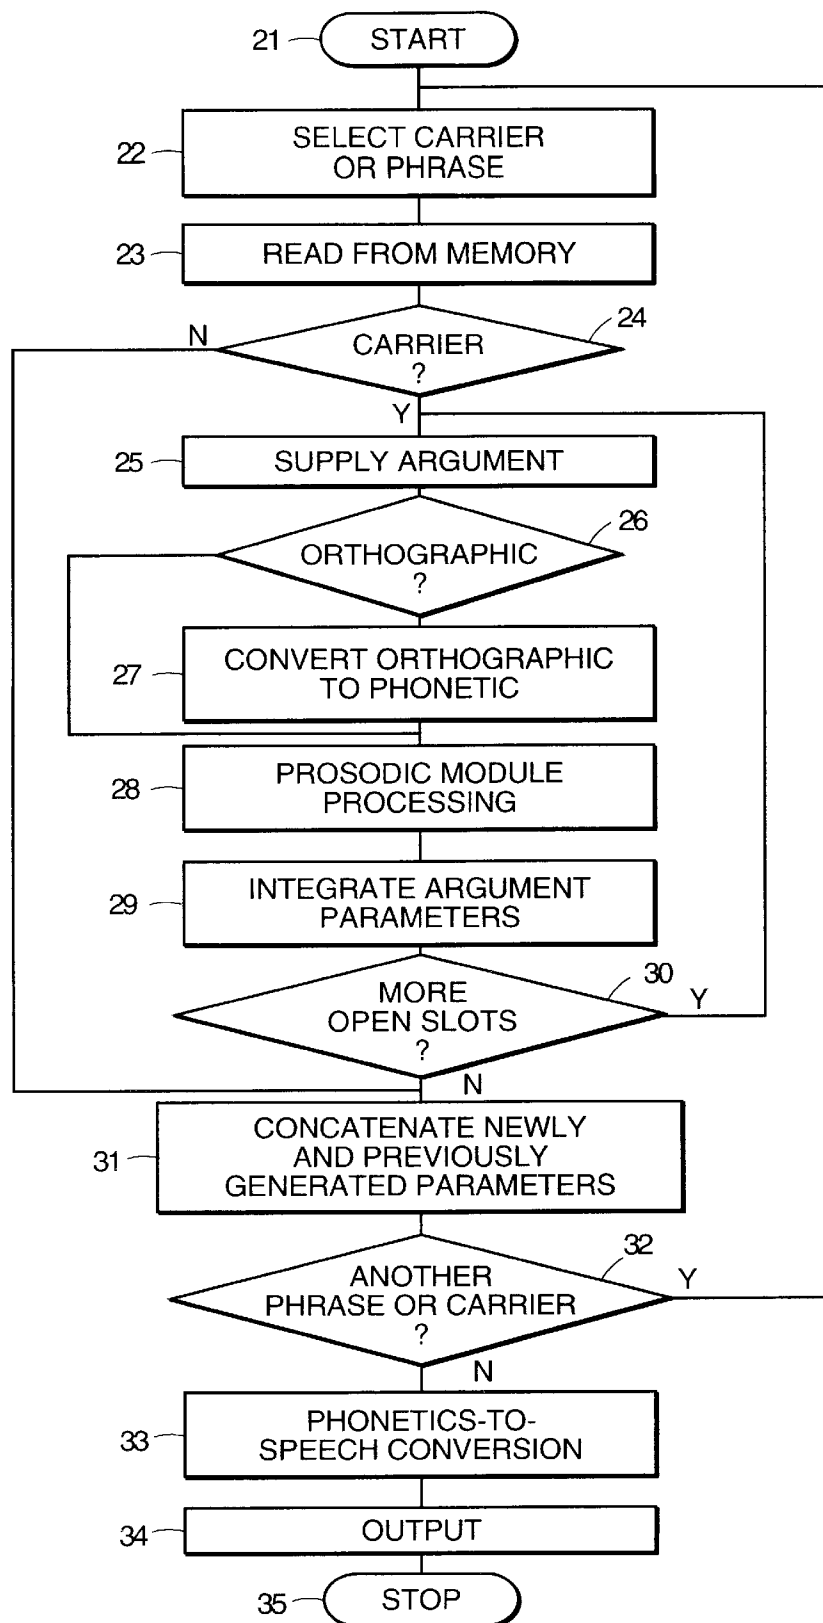 21 START
22 SELECT CARRIER
OR PHRASE
23 READ FROM MEMORY
24
N CARRIER
?
Y
25 SUPPLY ARGUMENT
26
ORTHOGRAPHIC
?
27 CONVERT ORTHOGRAPHIC
TO PHONETIC
28 PROSODIC MODULE
PROCESSING
29 INTEGRATE ARGUMENT
PARAMETERS
30
MORE Y
OPEN SLOTS
?
N
31 CONCATENATE NEWLY
AND PREVIOUSLY
GENERATED PARAMETERS
32
ANOTHER Y
PHRASE OR CARRIER
?
N
33 PHONETICS-TO-
SPEECH CONVERSION
34 OUTPUT
35 STOP